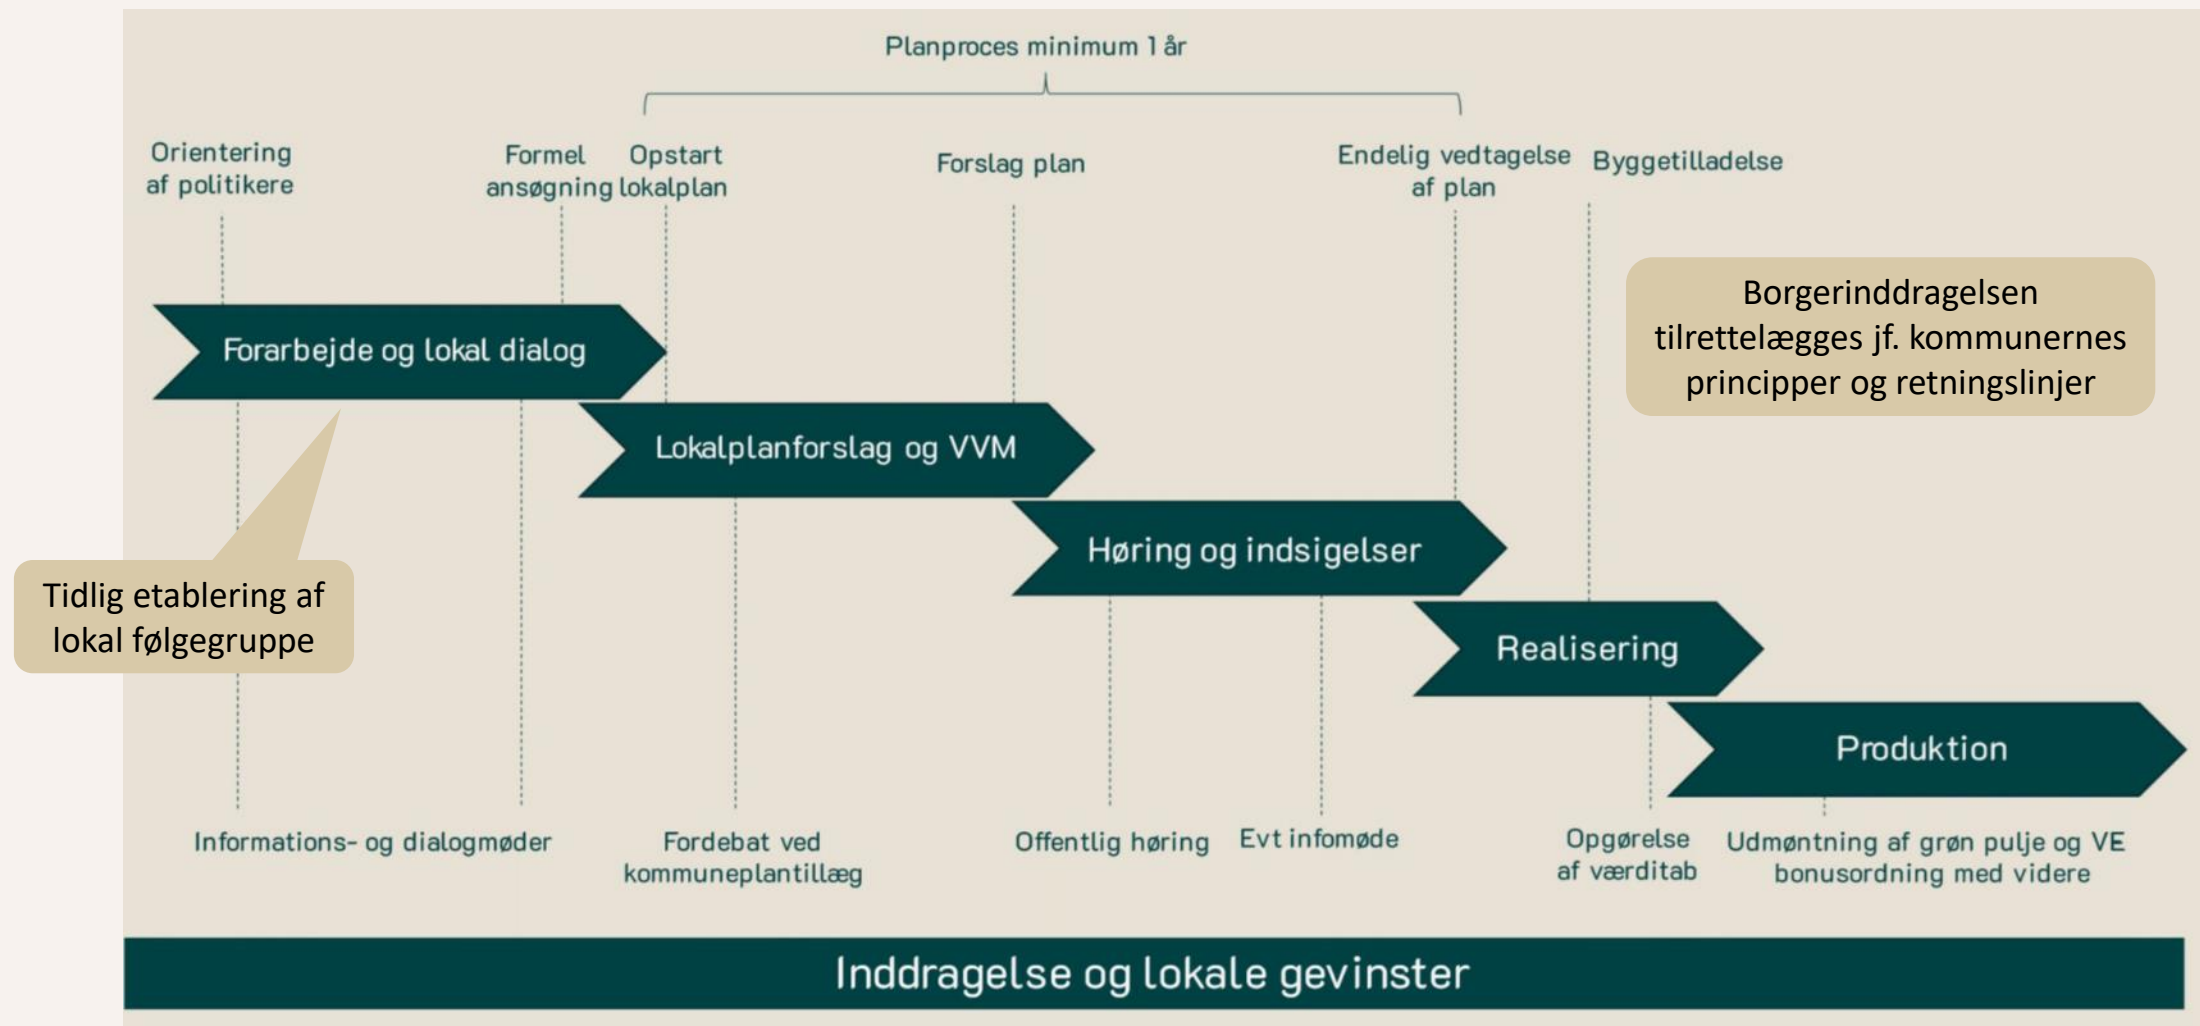 Planproces minimum 1 år
Orientering
af politikere
Formel
ansøgning
Opstart
lokalplan
Forslag plan
Endelig vedtagelse
af plan
Byggetilladelse
Borgerinddragelsen
tilrettelægges jf. kommunernes
principper og retningslinjer
Forarbejde og lokal dialog
Lokalplanforslag og VVM
Høring og indsigelser
Tidlig etablering af
lokal følgegruppe
Realisering
Produktion
Informations- og dialogmøder
Fordebat ved
kommuneplantillæg
Offentlig høring
Evt infomøde
Opgørelse
af værditab
Udmøntning af grøn pulje og VE
bonusordning med videre
Inddragelse og lokale gevinster